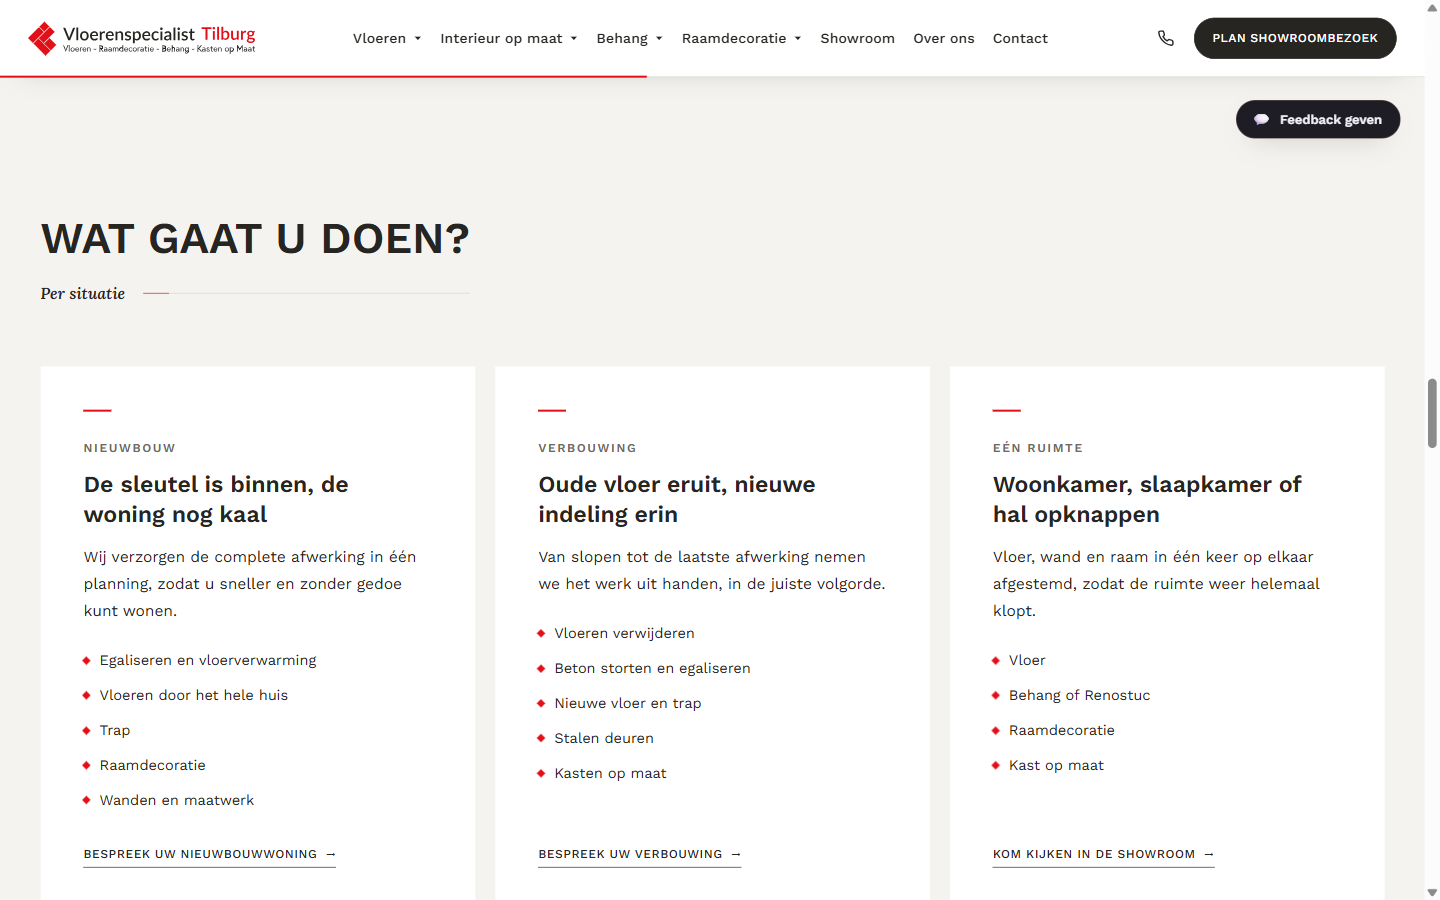 Vloerenspecialist Tilburg
Vloeren - Raamdecoratie - Behang - Kasten op Maat
Vloeren
Interieur op maat
Behang
Raamdecoratie
Showroom
Over ons
Contact
PLAN SHOWROOMBEZOEK
Feedback geven
WAT GAAT U DOEN?
Per situatie
NIEUWBOUW
De sleutel is binnen, de
woning nog kaal
Wij verzorgen de complete afwerking in één
planning, zodat u sneller en zonder gedoe
kunt wonen.
Egaliseren en vloerverwarming
Vloeren door het hele huis
Trap
Raamdecoratie
Wanden en maatwerk
BESPREEK UW NIEUWBOUWWONING →
VERBOUWING
Oude vloer eruit, nieuwe
indeling erin
Van slopen tot de laatste afwerking nemen
we het werk uit handen, in de juiste volgorde.
Vloeren verwijderen
Beton storten en egaliseren
Nieuwe vloer en trap
Stalen deuren
Kasten op maat
BESPREEK UW VERBOUWING →
EÉN RUIMTE
Woonkamer, slaapkamer of
hal opknappen
Vloer, wand en raam in één keer op elkaar
afgestemd, zodat de ruimte weer helemaal
klopt.
Vloer
Behang of Renostuc
Raamdecoratie
Kast op maat
KOM KIJKEN IN DE SHOWROOM →